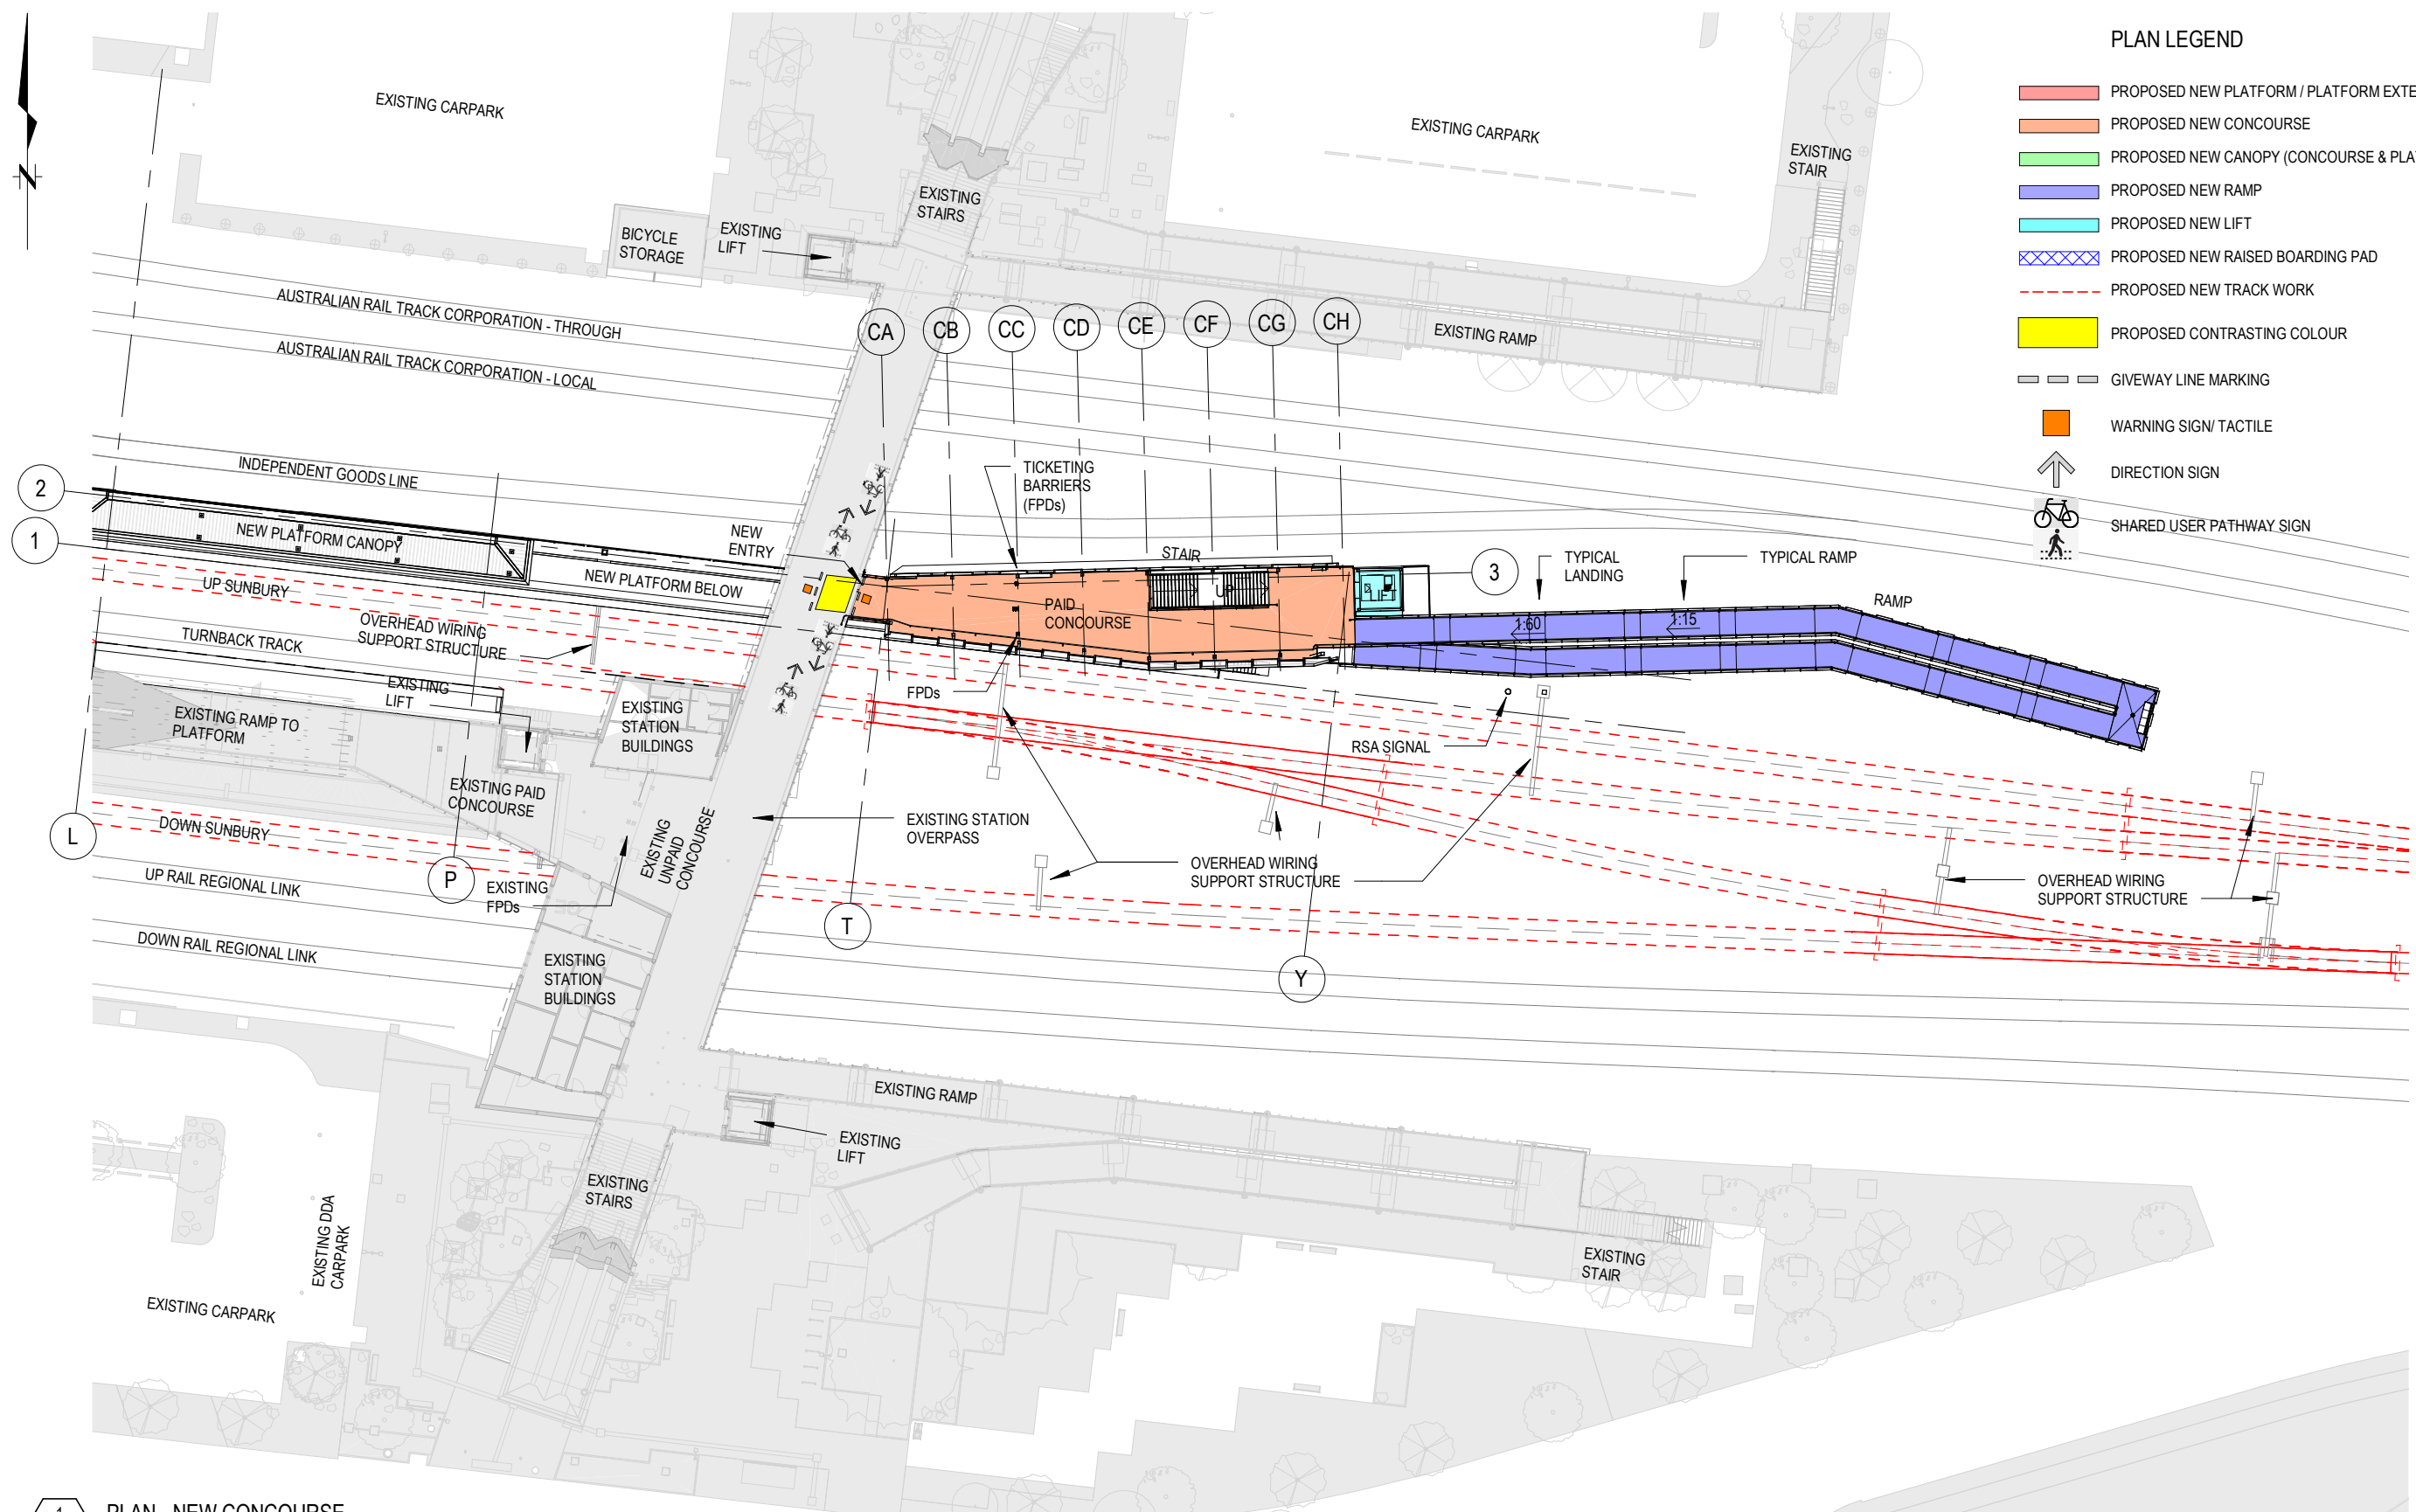 PLAN LEGEND
PROPOSED NEW PLATFORM / PLATFORM EXTE
PROPOSED NEW CONCOURSE
PROPOSED NEW CANOPY (CONCOURSE & PLA
PROPOSED NEW RAMP
PROPOSED NEW LIFT
PROPOSED NEW RAISED BOARDING PAD
PROPOSED NEW TRACK WORK
PROPOSED CONTRASTING COLOUR
GIVEWAY LINE MARKING
WARNING SIGN/ TACTILE
DIRECTION SIGN
SHARED USER PATHWAY SIGN
N
EXISTING CARPARK
EXISTING CARPARK
EXISTING
STAIR
EXISTING
STAIRS
BICYCLE
STORAGE
EXISTING
LIFT
AUSTRALIAN RAIL TRACK CORPORATION - THROUGH
AUSTRALIAN RAIL TRACK CORPORATION - LOCAL
EXISTING RAMP
CA
CB
CC
CD
CE
CF
CG
CH
INDEPENDENT GOODS LINE
2
1
NEW PLATFORM CANOPY
NEW PLATFORM BELOW
NEW
ENTRY
TICKETING
BARRIERS
(FPDs)
STAIR
UP
LIFT
3
TYPICAL
LANDING
TYPICAL RAMP
RAMP
1:60
1:15
PAID
CONCOURSE
UP SUNBURY
TURNBACK TRACK
OVERHEAD WIRING
SUPPORT STRUCTURE
EXISTING
LIFT
EXISTING RAMP TO
PLATFORM
EXISTING
STATION
BUILDINGS
FPDs
RSA SIGNAL
EXISTING PAID
CONCOURSE
DOWN SUNBURY
L
P
T
Y
EXISTING
UNPAID
CONCOURSE
EXISTING STATION
OVERPASS
OVERHEAD WIRING
SUPPORT STRUCTURE
OVERHEAD WIRING
SUPPORT STRUCTURE
UP RAIL REGIONAL LINK
EXISTING
FPDs
DOWN RAIL REGIONAL LINK
EXISTING
STATION
BUILDINGS
EXISTING RAMP
EXISTING
LIFT
EXISTING
STAIRS
EXISTING DDA
CARPARK
EXISTING CARPARK
EXISTING
STAIR
1
PLAN - NEW CONCOURSE